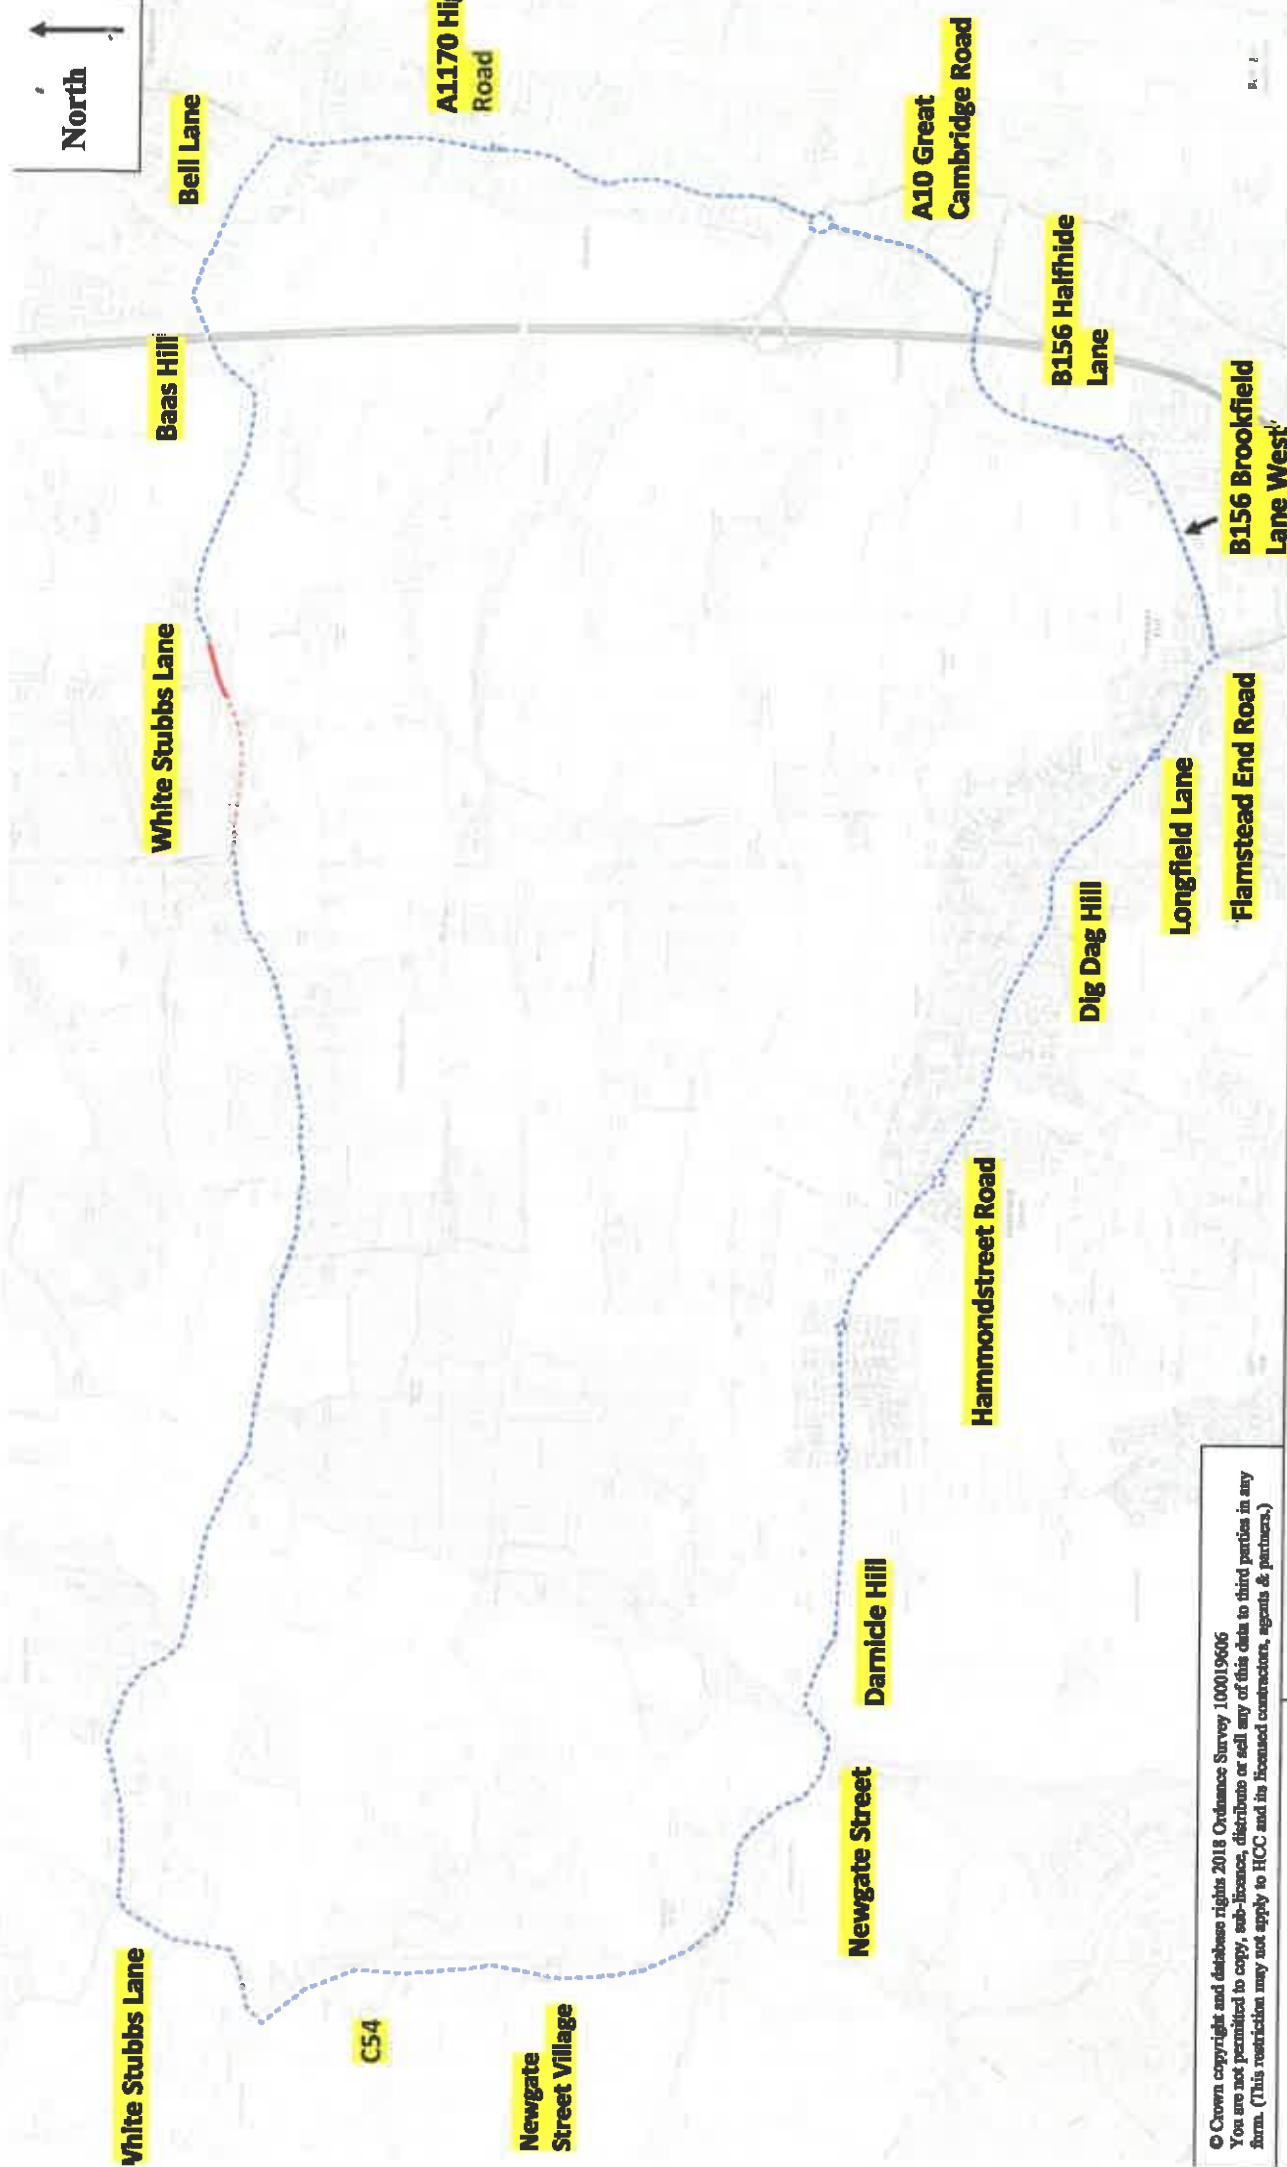 North
Bell Lane
A1170 Hig
Road
Baas Hill
White Stubbs Lane
A10 Great
Cambridge Road
B156 Halfhide
Lane
B156 Brookfield
Lane West
Flamstead End Road
Longfield Lane
Dig Dag Hill
Hammondstreet Road
Darnicle Hill
Newgate Street
Newgate
Street Village
C54
White Stubbs Lane
© Crown copyright and database rights 2018 Ordnance Survey 100019606
You are not permitted to copy, sub-licence, distribute or sell any of this data to third parties in any
form. (This restriction may not apply to HCC and its licensed contractors, agents & partners.)